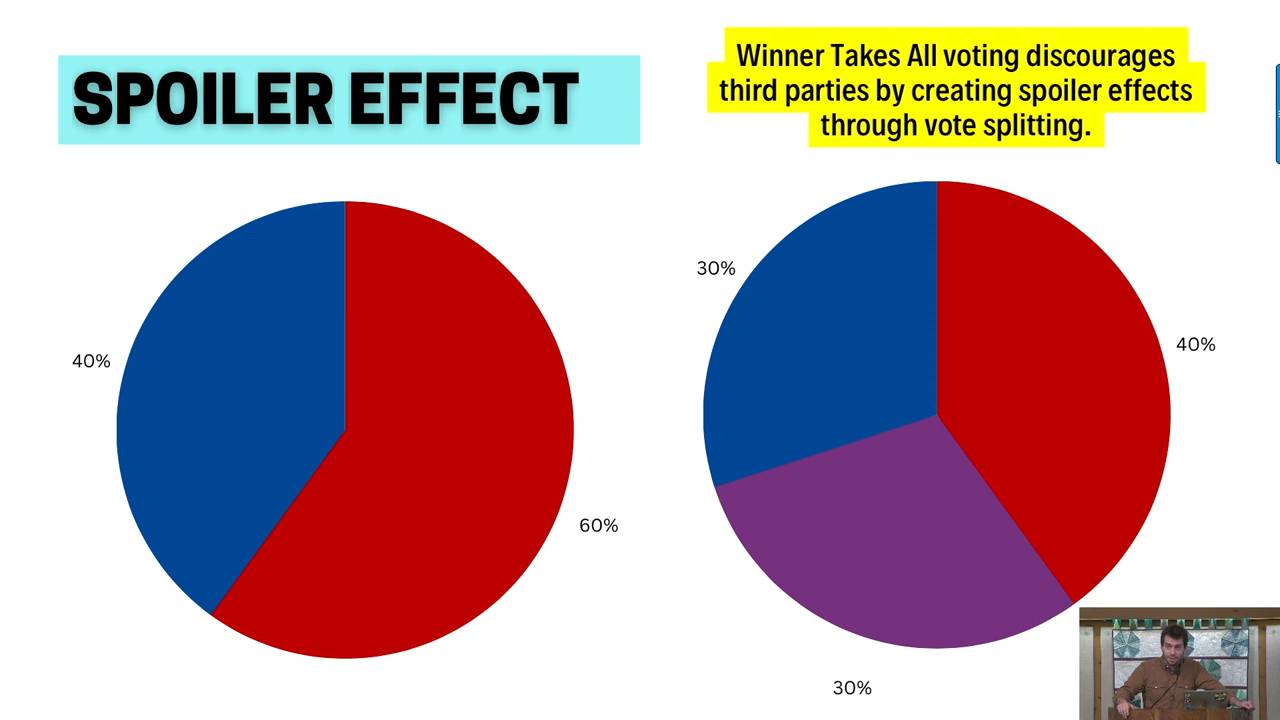 SPOILER EFFECT
Winner Takes All voting discourages
third parties by creating spoiler effects
through vote splitting.
40%
60%
30%
40%
30%